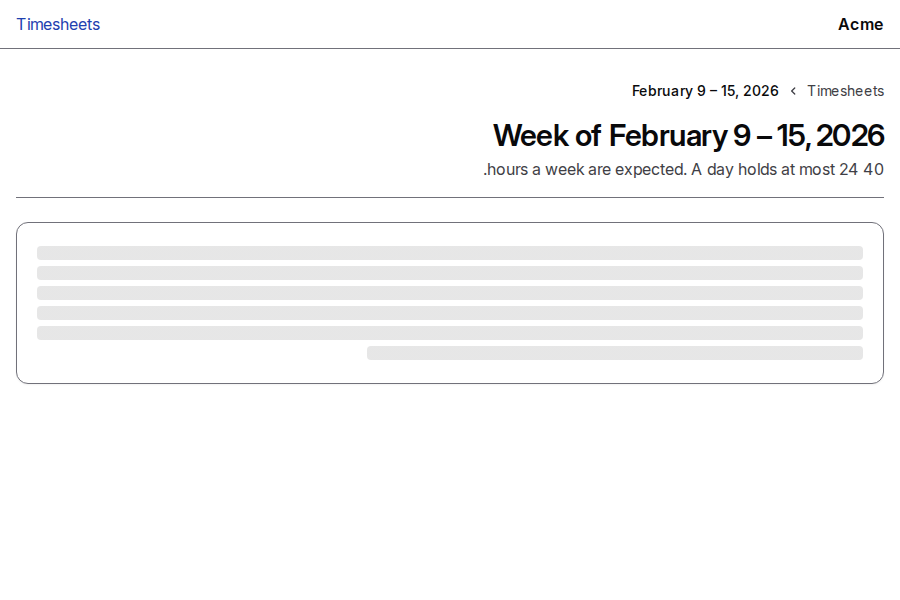 Acme
Timesheets
Timesheets
February 9 – 15, 2026
Week of February 9 – 15, 2026
40 hours a week are expected. A day holds at most 24.